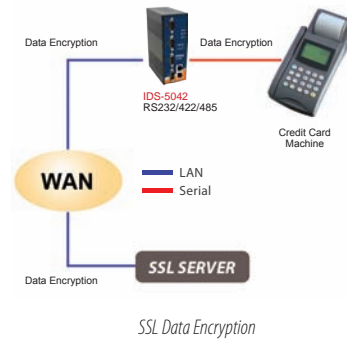 Data Encryption
Data Encryption
IDS-5042
RS232/422/485
Credit Card
Machine
WAN
LAN
Serial
SSL SERVER
Data Encryption
SSL Data Encryption